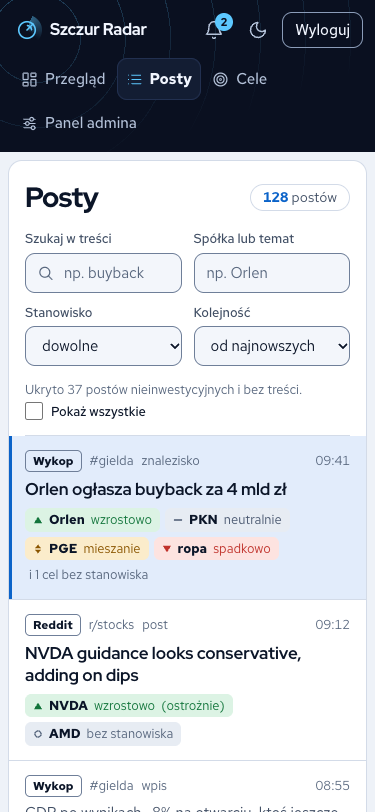 Szczur Radar 2 Wyloguj
Przegląd Posty Cele
Panel admina
Posty 128 postów
Szukaj w treści Spółka lub temat
np. buyback np. Orlen
Stanowisko Kolejność
dowolne od najnowszych
Ukryto 37 postów nieinwestycyjnych i bez treści.
Pokaż wszystkie
Wykop #giełda znalezisko 09:41
Orlen ogłasza buyback za 4 mld zł
Orlen wzrostowo PKN neutralnie
PGE mieszanie ropa spadkowo
i 1 cel bez stanowiska
Reddit r/stocks post 09:12
NVDA guidance looks conservative,
adding on dips
NVDA wzrostowo (ostrożnie)
AMD bez stanowiska
Wykop #giełda wpis 08:55